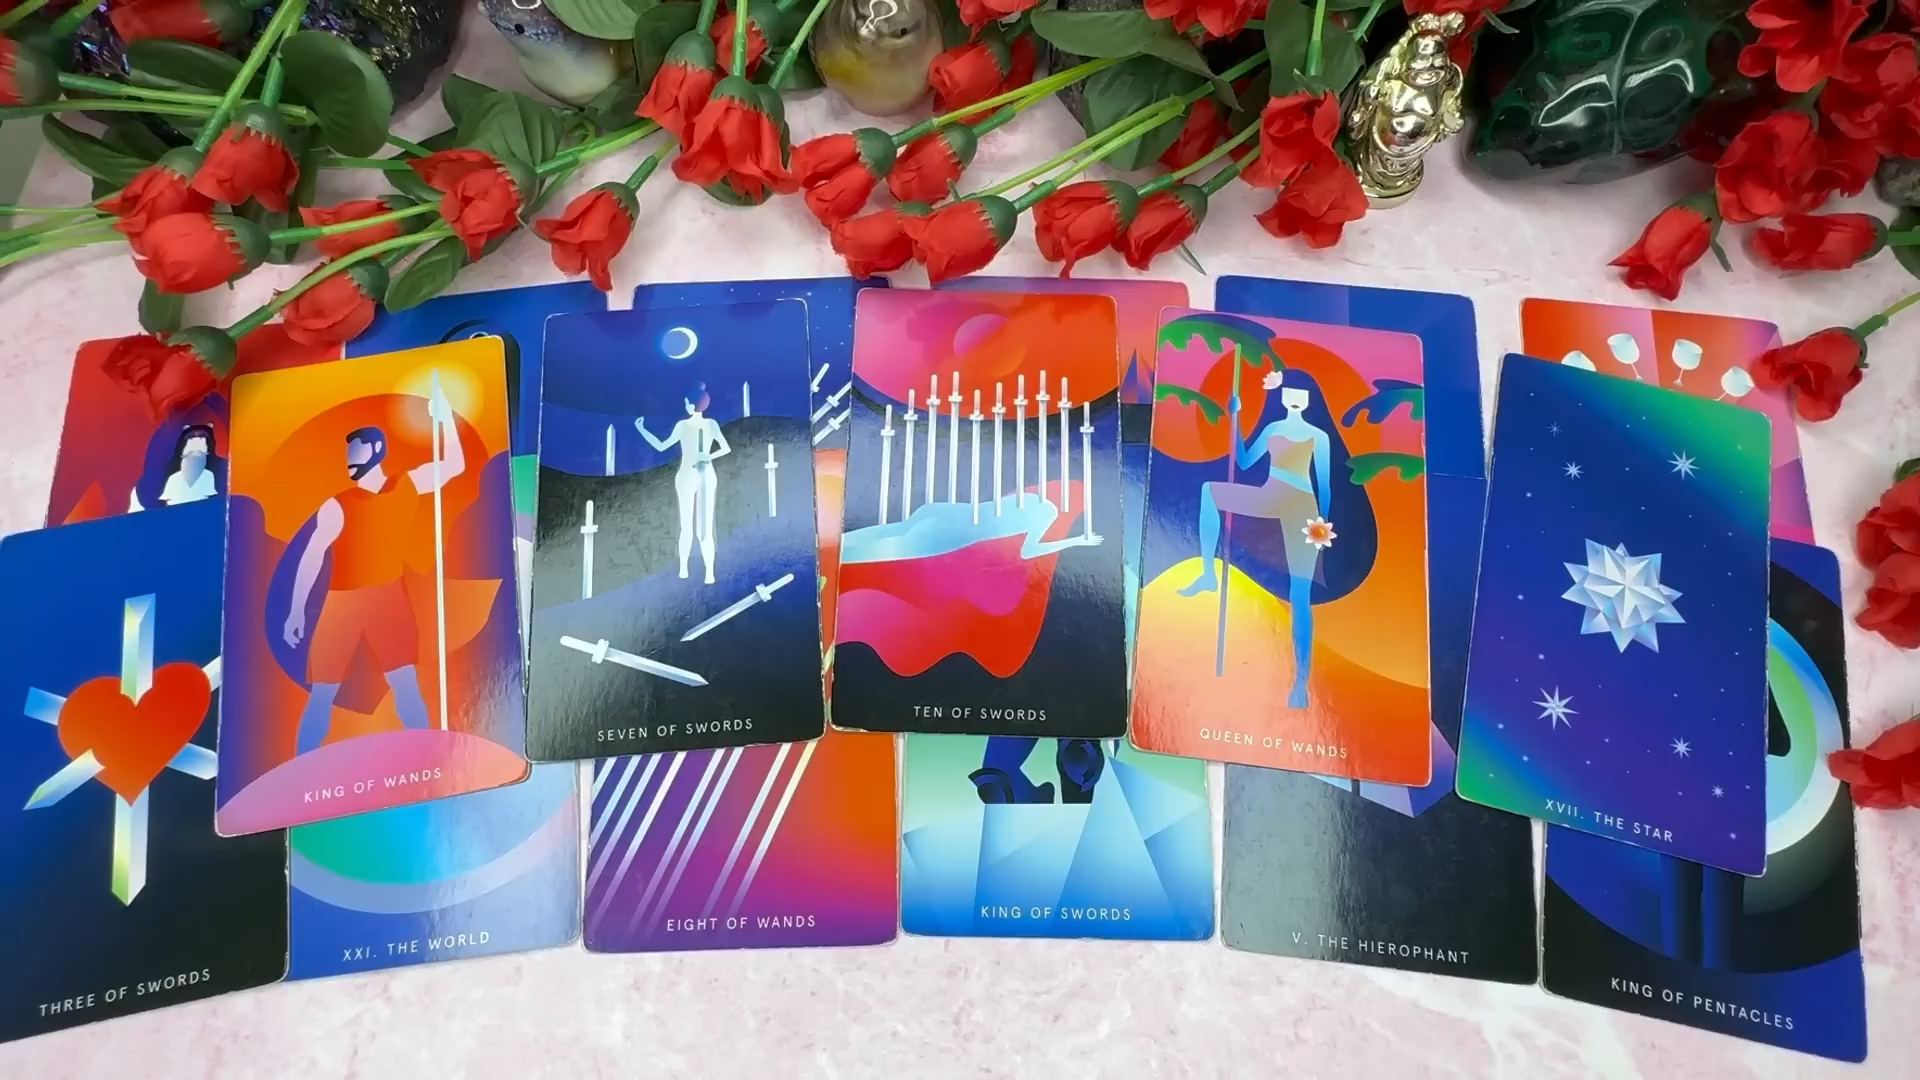 THREE OF SWORDS
KING OF WANDS
XXI. THE WORLD
SEVEN OF SWORDS
EIGHT OF WANDS
TEN OF SWORDS
KING OF SWORDS
QUEEN OF WANDS
V. THE HIEROPHANT
XVII. THE STAR
KING OF PENTACLES